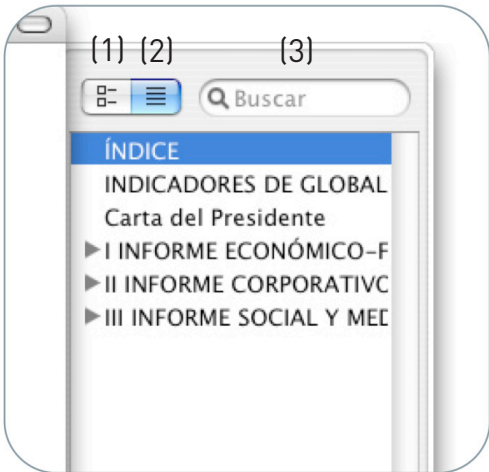 (1) (2) (3)
Buscar
ÍNDICE
INDICADORES DE GLOBAL
Carta del Presidente
I INFORME ECONÓMICO-F
II INFORME CORPORATIVO
III INFORME SOCIAL Y MED